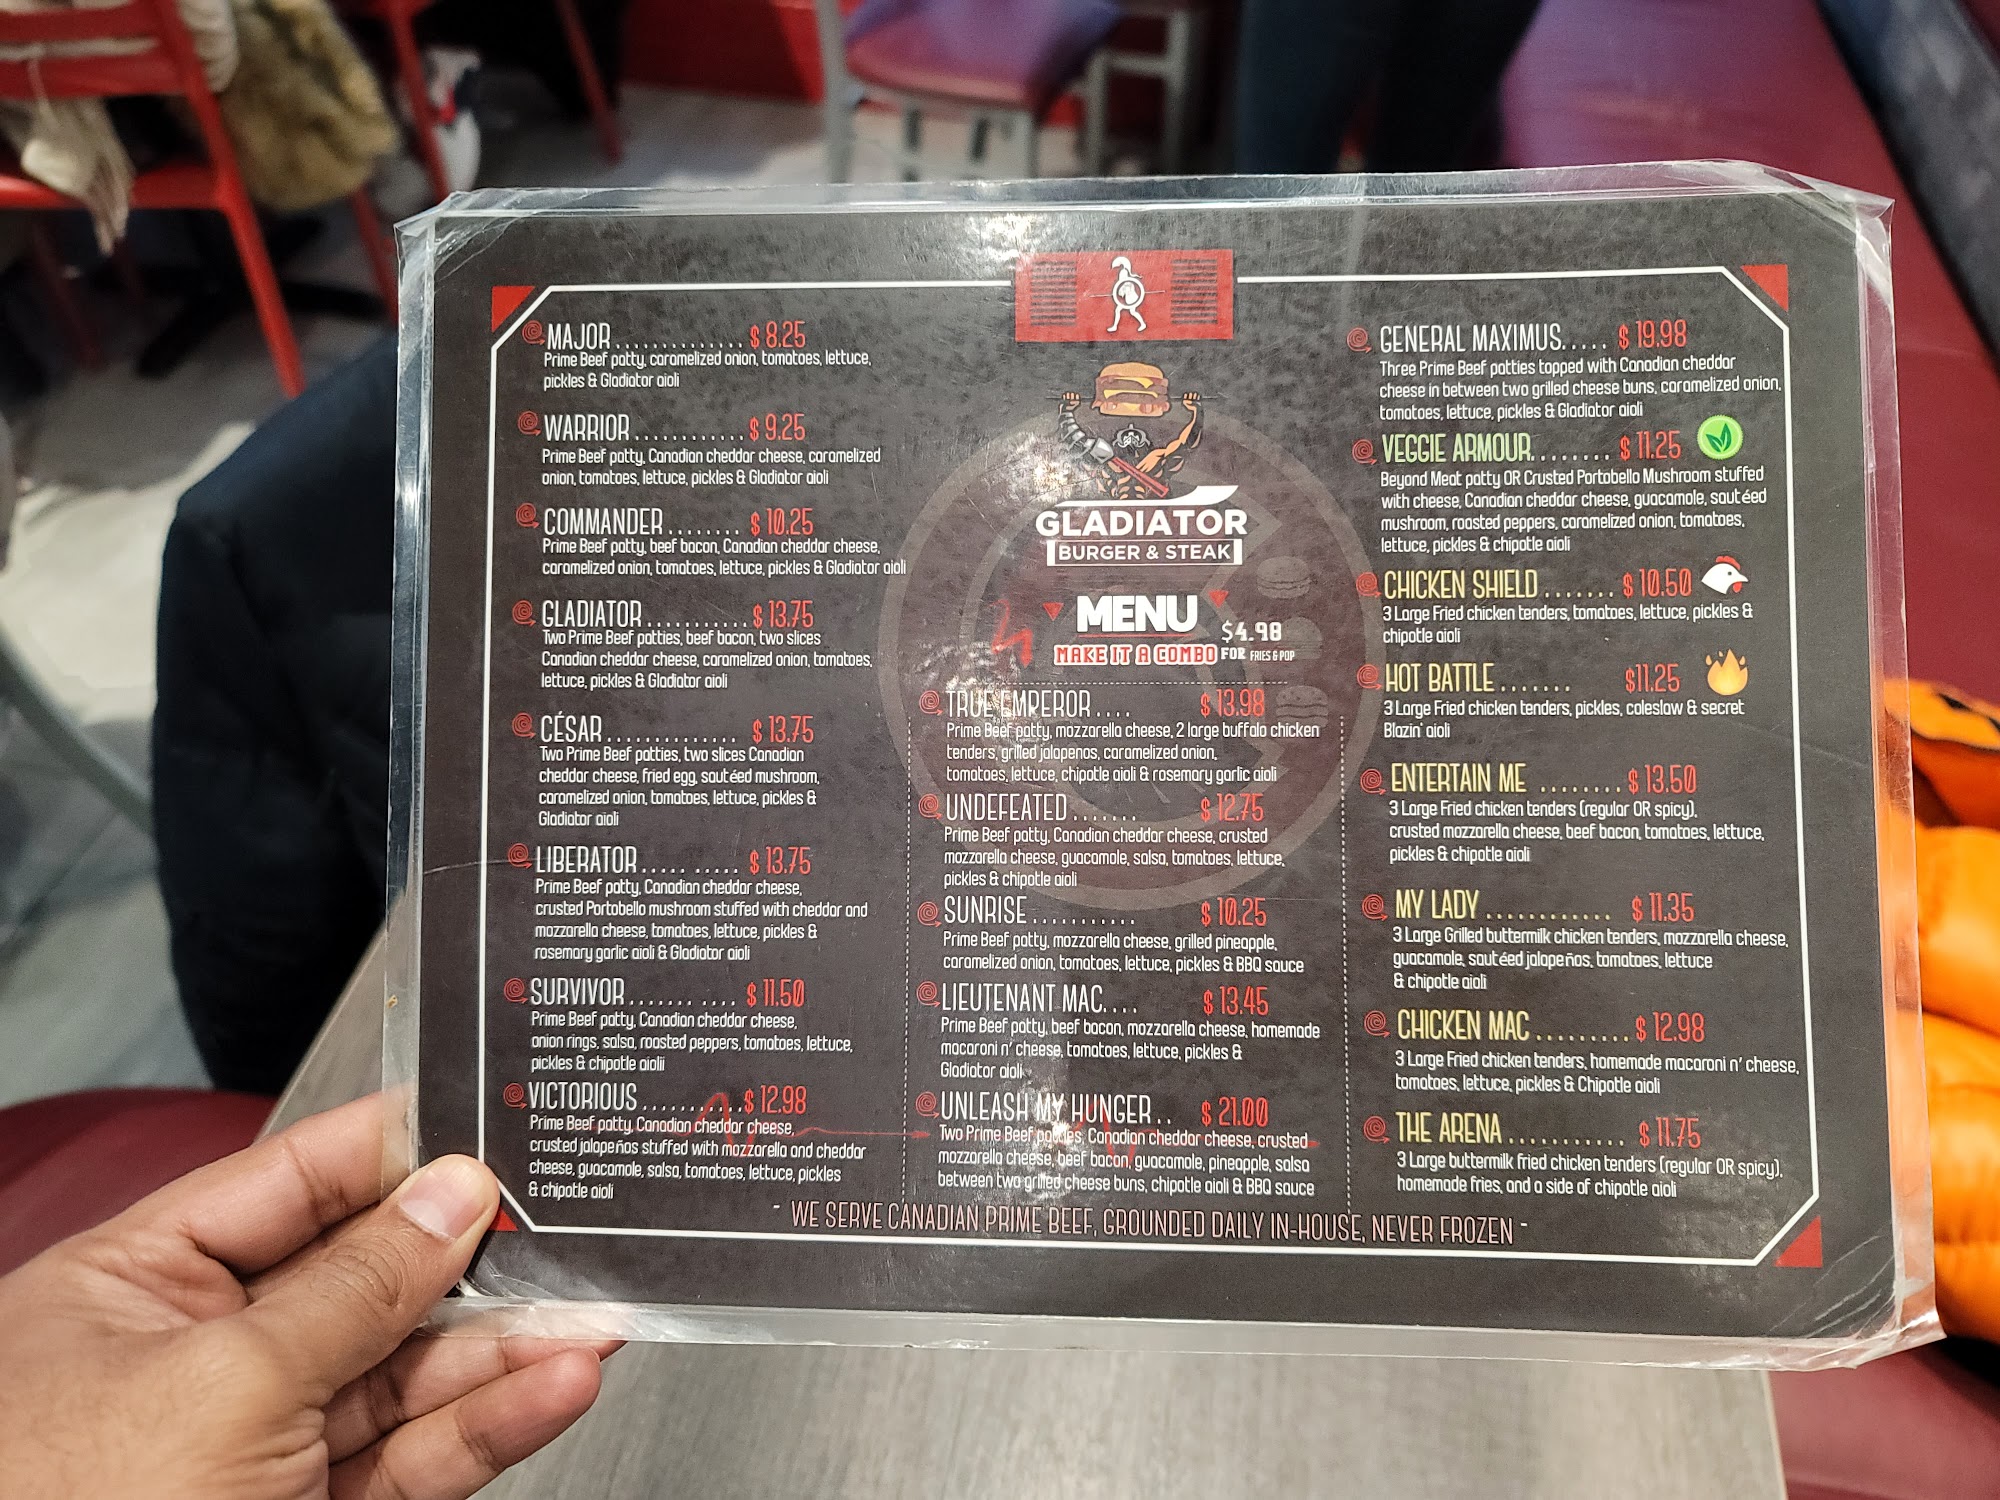 MAJOR .............. $ 8.25
Prime Beef patty, caramelized onion, tomatoes, lettuce,
pickles & Gladiator aioli
WARRIOR ............ $ 9.25
Prime Beef patty, Canadian cheddar cheese, caramelized
onion, tomatoes, lettuce, pickles & Gladiator aioli
COMMANDER ........ $ 10.25
Prime Beef patty, beef bacon, Canadian cheddar cheese,
caramelized onion, tomatoes, lettuce, pickles & Gladiator aioli
GLADIATOR ........... $ 13.75
Two Prime Beef patties, beef bacon, two slices
Canadian cheddar cheese, caramelized onion, tomatoes,
lettuce, pickles & Gladiator aioli
CÉSAR .............. $ 13.75
Two Prime Beef patties, two slices Canadian
cheddar cheese, fried egg, sautéed mushroom,
caramelized onion, tomatoes, lettuce, pickles &
Gladiator aioli
LIBERATOR ..... ..... $ 13.75
Prime Beef patty, Canadian cheddar cheese,
crusted Portobello mushroom stuffed with cheddar and
mozzarella cheese, tomatoes, lettuce, pickles &
rosemary garlic aioli & Gladiator aioli
SURVIVOR ....... .... $ 11.50
Prime Beef patty, Canadian cheddar cheese,
onion rings, salsa, roasted peppers, tomatoes, lettuce,
pickles & chipotle aiolii
VICTORIOUS ........... $ 12.98
Prime Beef patty, Canadian cheddar cheese,
crusted jalapeños stuffed with mozzarella and cheddar
cheese, guacamole, salsa, tomatoes, lettuce, pickles
& chipotle aioli
GLADIATOR
BURGER & STEAK
MENU
MAKE IT A COMBO $4.98 FOR FRIES & POP
TRUE EMPEROR .... $ 13.98
Prime Beef patty, mozzarella cheese, 2 large buffalo chicken
tenders, grilled jalapenos, caramelized onion,
tomatoes, lettuce, chipotle aioli & rosemary garlic aioli
UNDEFEATED ....... $ 12.75
Prime Beef patty, Canadian cheddar cheese, crusted
mozzarella cheese, guacamole, salsa, tomatoes, lettuce,
pickles & chipotle aioli
SUNRISE ........... $ 10.25
Prime Beef patty, mozzarella cheese, grilled pineapple,
caramelized onion, tomatoes, lettuce, pickles & BBQ sauce
LIEUTENANT MAC.... $ 13.45
Prime Beef patty, beef bacon, mozzarella cheese, homemade
macaroni n' cheese, tomatoes, lettuce, pickles &
Gladiator aioli
UNLEASH MY HUNGER .. $ 21.00
Two Prime Beef patties, Canadian cheddar cheese, crusted
mozzarella cheese, beef bacon, guacamole, pineapple, salsa
between two grilled cheese buns, chipotle aioli & BBQ sauce
GENERAL MAXIMUS..... $ 19.98
Three Prime Beef patties topped with Canadian cheddar
cheese in between two grilled cheese buns, caramelized onion,
tomatoes, lettuce, pickles & Gladiator aioli
VEGGIE ARMOUR........ $ 11.25
Beyond Meat patty OR Crusted Portobello Mushroom stuffed
with cheese, Canadian cheddar cheese, guacamole, sautéed
mushroom, roasted peppers, caramelized onion, tomatoes,
lettuce, pickles & chipotle aioli
CHICKEN SHIELD ....... $ 10.50
3 Large Fried chicken tenders, tomatoes, lettuce, pickles &
chipotle aioli
HOT BATTLE ....... $11.25
3 Large Fried chicken tenders, pickles, coleslaw & secret
Blazin' aioli
ENTERTAIN ME ........ $ 13.50
3 Large Fried chicken tenders (regular OR spicy),
crusted mozzarella cheese, beef bacon, tomatoes, lettuce,
pickles & chipotle aioli
MY LADY ............ $ 11.35
3 Large Grilled buttermilk chicken tenders, mozzarella cheese,
guacamole, sautéed jalapeños, tomatoes, lettuce
& chipotle aioli
CHICKEN MAC ......... $ 12.98
3 Large Fried chicken tenders, homemade macaroni n' cheese,
tomatoes, lettuce, pickles & Chipotle aioli
THE ARENA ........... $ 11.75
3 Large buttermilk fried chicken tenders (regular OR spicy),
homemade fries, and a side of chipotle aioli
- WE SERVE CANADIAN PRIME BEEF, GROUNDED DAILY IN-HOUSE, NEVER FROZEN -